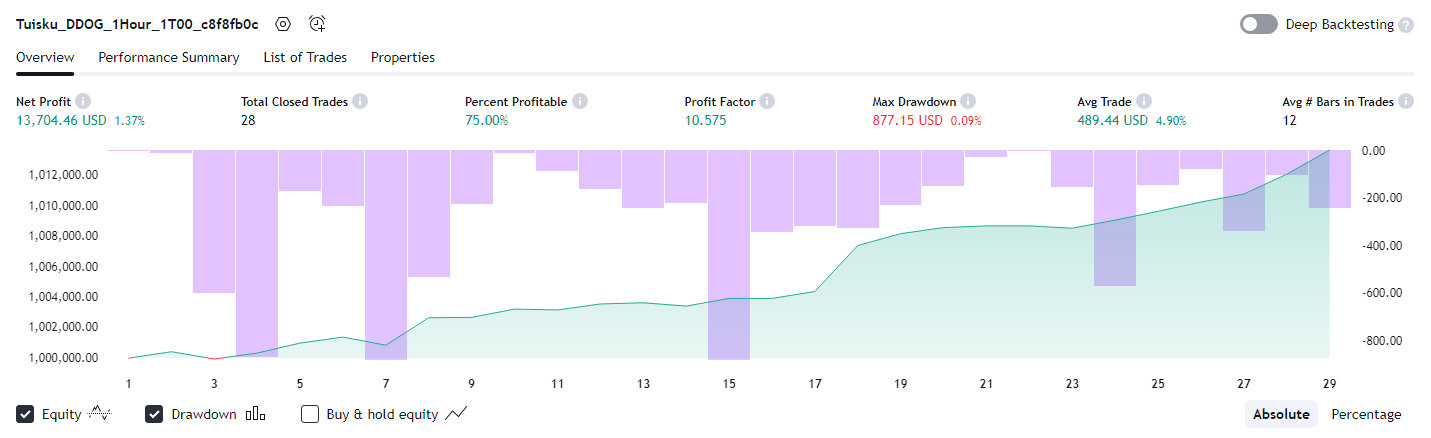 Tuisku_DDOG_1Hour_1T00_c8f8fb0c Deep Backtesting ?
Overview Performance Summary List of Trades Properties
Net Profit Total Closed Trades Percent Profitable Profit Factor Max Drawdown Avg Trade Avg # Bars in Trades
13,704.46 USD 1.37% 28 75.00% 10.575 877.15 USD 0.09% 489.44 USD 4.90% 12
0.00
1,012,000.00
-200.00
1,010,000.00
1,008,000.00
-400.00
1,006,000.00
1,004,000.00 -600.00
1,002,000.00
-800.00
1,000,000.00
1 3 5 7 9 11 13 15 17 19 21 23 25 27 29
Equity Drawdown Buy & hold equity Absolute Percentage